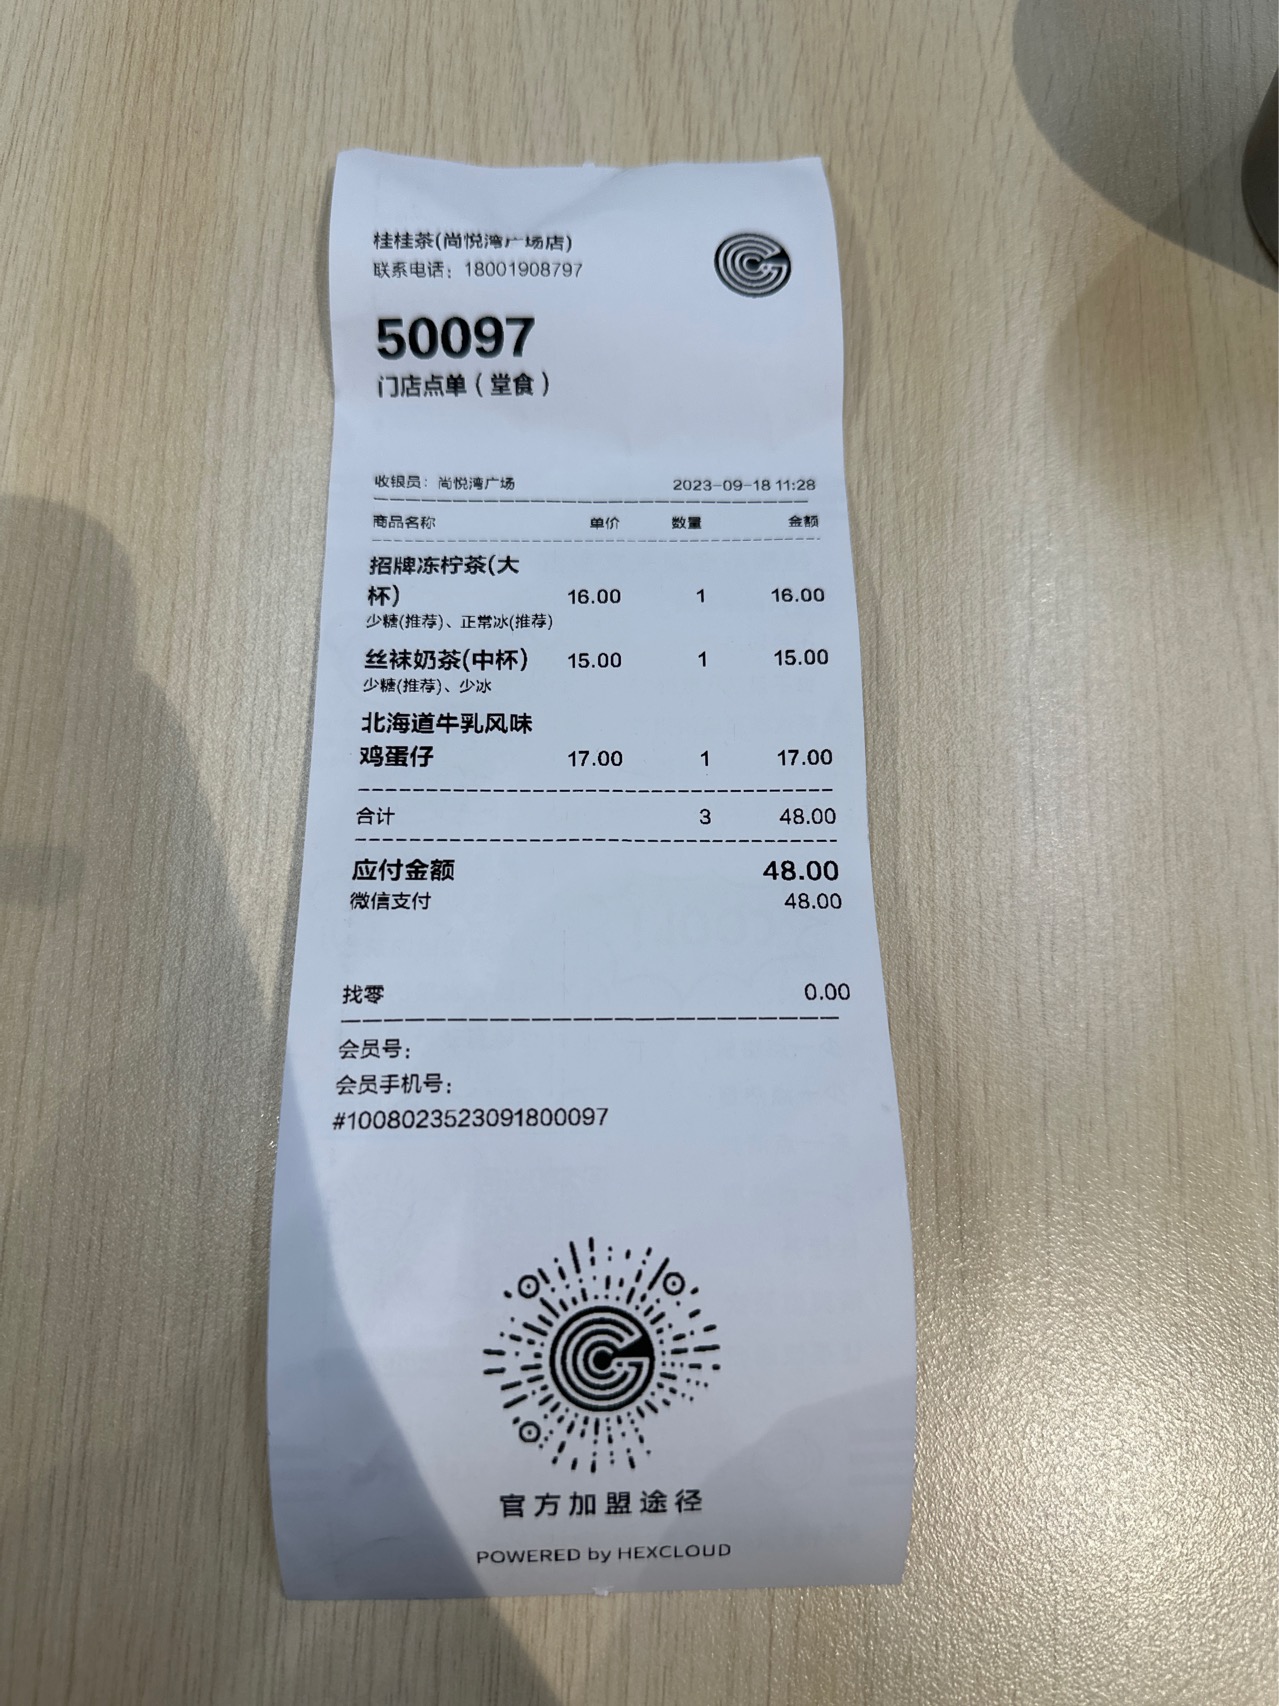 桂桂茶(尚悦湾广场店)
联系电话：18001908797
50097
门店点单（堂食）
收银员：尚悦湾广场 2023-09-18 11:28
商品名称 单价 数量 金额
招牌冻柠茶(大
杯) 16.00 1 16.00
少糖(推荐)、正常冰(推荐)
丝袜奶茶(中杯) 15.00 1 15.00
少糖(推荐)、少冰
北海道牛乳风味
鸡蛋仔 17.00 1 17.00
合计 3 48.00
应付金额 48.00
微信支付 48.00
找零 0.00
会员号：
会员手机号：
#1008023523091800097
官方加盟途径
POWERED by HEXCLOUD